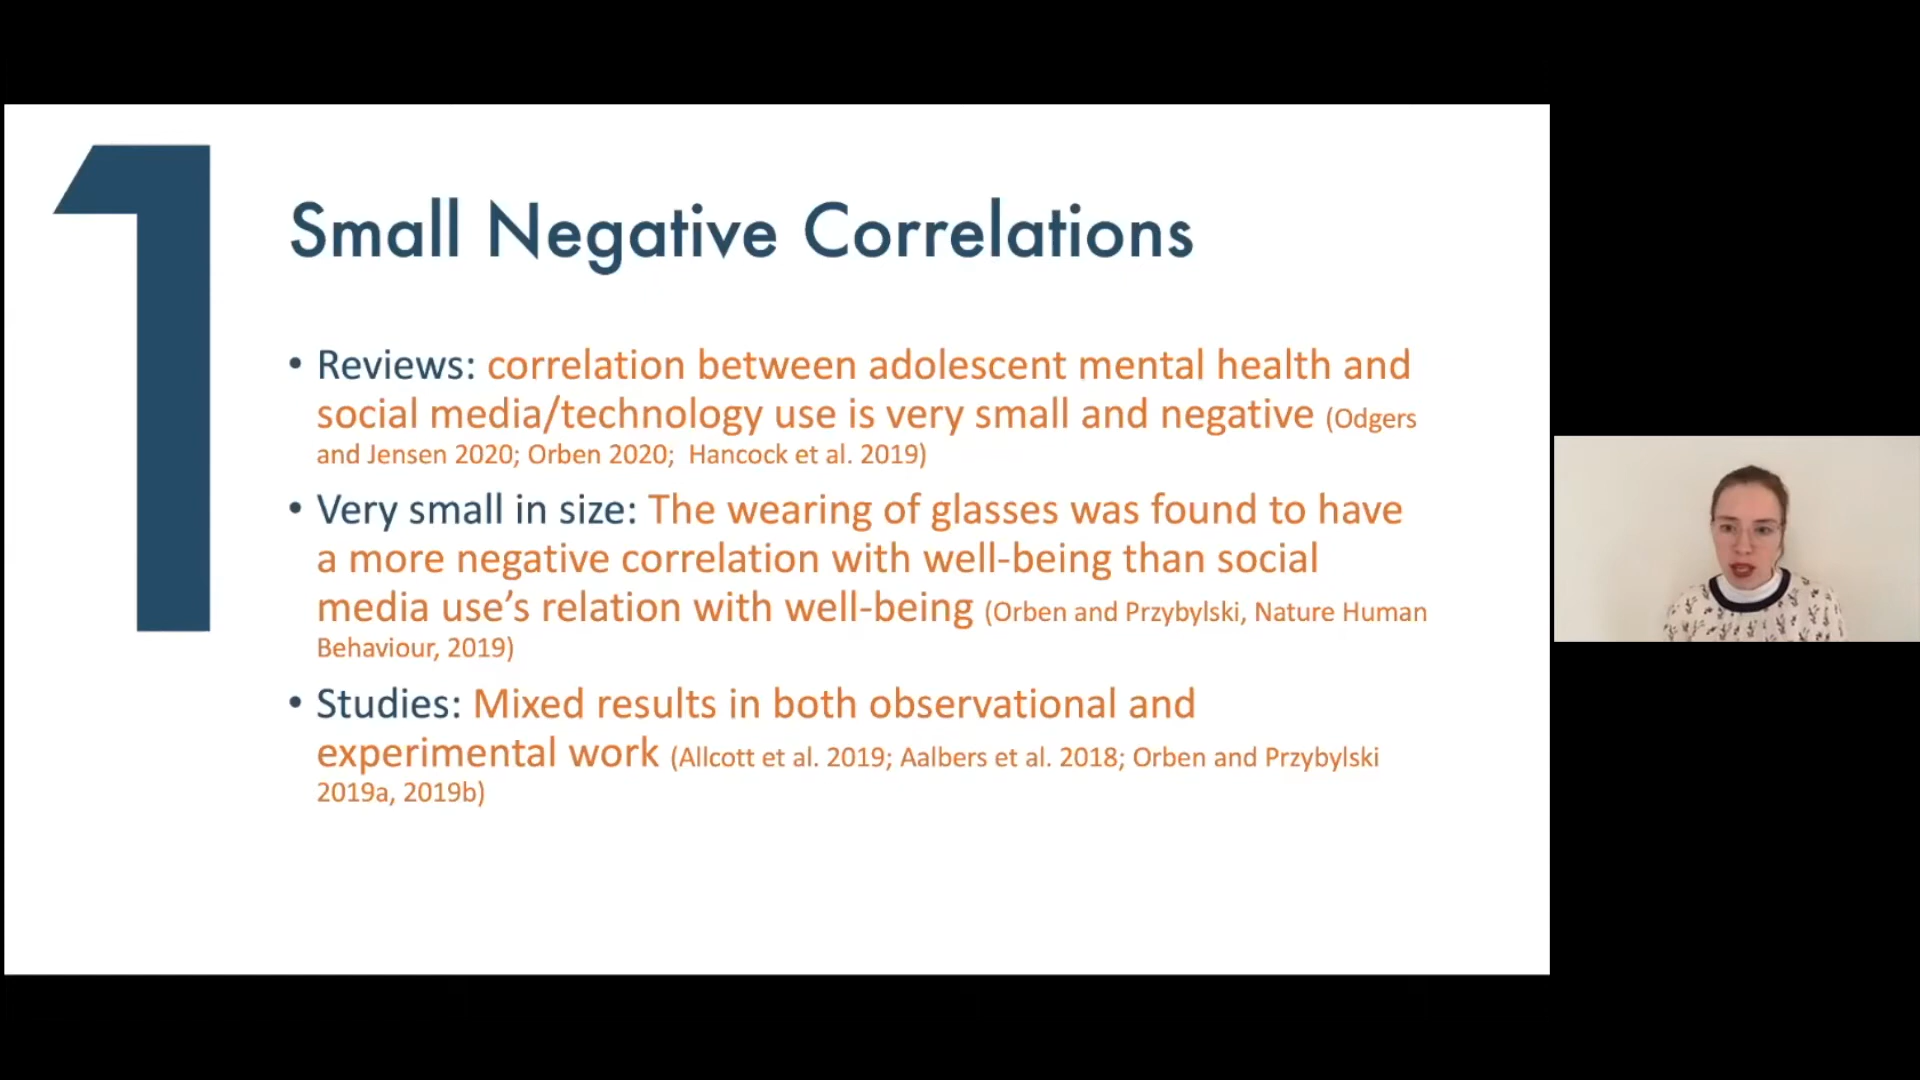 1
Small Negative Correlations
• Reviews: correlation between adolescent mental health and
social media/technology use is very small and negative (Odgers
and Jensen 2020; Orben 2020; Hancock et al. 2019)
• Very small in size: The wearing of glasses was found to have
a more negative correlation with well-being than social
media use’s relation with well-being (Orben and Przybylski, Nature Human
Behaviour, 2019)
• Studies: Mixed results in both observational and
experimental work (Allcott et al. 2019; Aalbers et al. 2018; Orben and Przybylski
2019a, 2019b)